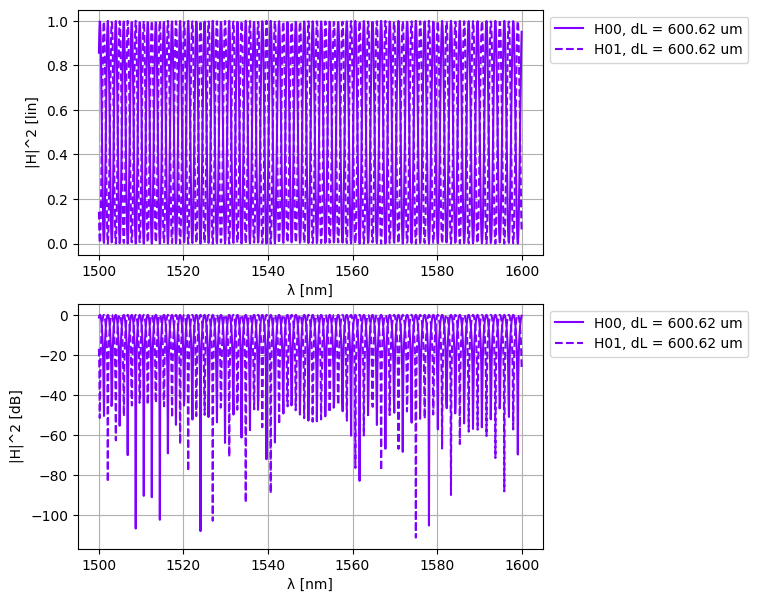 1.0
0.8
0.6
0.4
0.2
0.0
|H|^2 [lin]
1500 1520 1540 1560 1580 1600
λ [nm]
H00, dL = 600.62 um
H01, dL = 600.62 um
0
−20
−40
−60
−80
−100
|H|^2 [dB]
1500 1520 1540 1560 1580 1600
λ [nm]
H00, dL = 600.62 um
H01, dL = 600.62 um